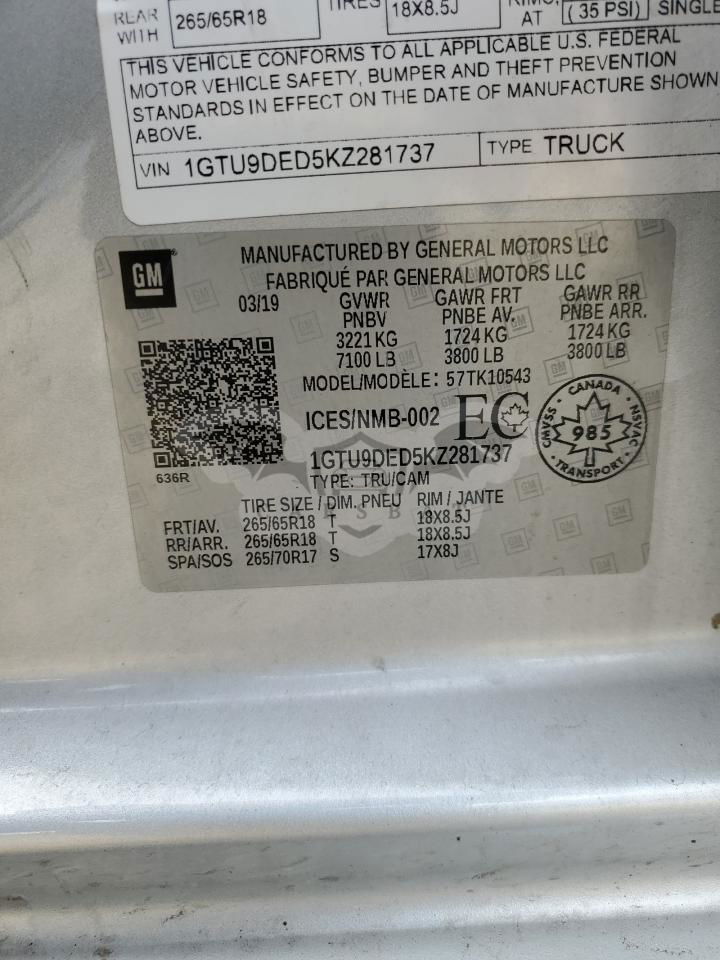 REAR 265/65R18 TIRES 18X8.5J
WITH AT (35 PSI) SINGLE
THIS VEHICLE CONFORMS TO ALL APPLICABLE U.S. FEDERAL
MOTOR VEHICLE SAFETY, BUMPER AND THEFT PREVENTION
STANDARDS IN EFFECT ON THE DATE OF MANUFACTURE SHOWN
ABOVE.
VIN 1GTU9DED5KZ281737 TYPE TRUCK
GM
MANUFACTURED BY GENERAL MOTORS LLC
FABRIQUÉ PAR GENERAL MOTORS LLC
03/19 GVWR GAWR FRT GAWR RR
PNBV PNBE AV. PNBE ARR.
3221 KG 1724 KG 1724 KG
7100 LB 3800 LB 3800 LB
MODEL/MODÈLE: 57TK10543
ICES/NMB-002 EC
CANADA
CMVSS 985 NSVAC
TRANSPORT
1GTU9DED5KZ281737
636R TYPE: TRU/CAM
TIRE SIZE / DIM. PNEU RIM / JANTE
FRT/AV. 265/65R18 T 18X8.5J
RR/ARR. 265/65R18 T 18X8.5J
SPA/SOS 265/70R17 S 17X8J